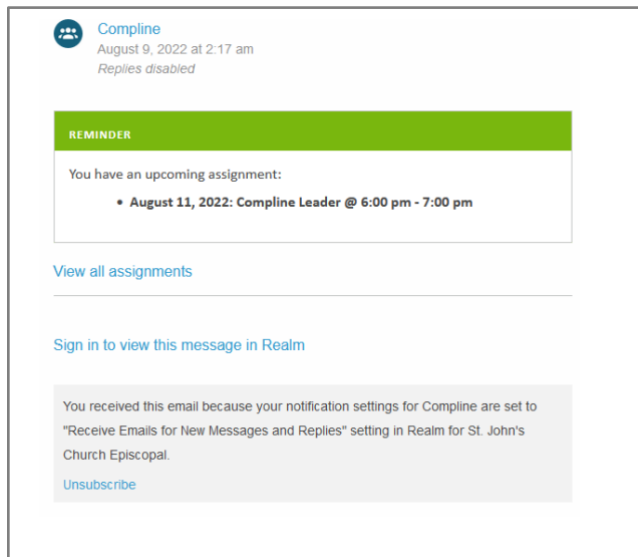 Compline
August 9, 2022 at 2:17 am
Replies disabled
REMINDER
You have an upcoming assignment:
• August 11, 2022: Compline Leader @ 6:00 pm - 7:00 pm
View all assignments
Sign in to view this message in Realm
You received this email because your notification settings for Compline are set to
"Receive Emails for New Messages and Replies" setting in Realm for St. John's
Church Episcopal.
Unsubscribe